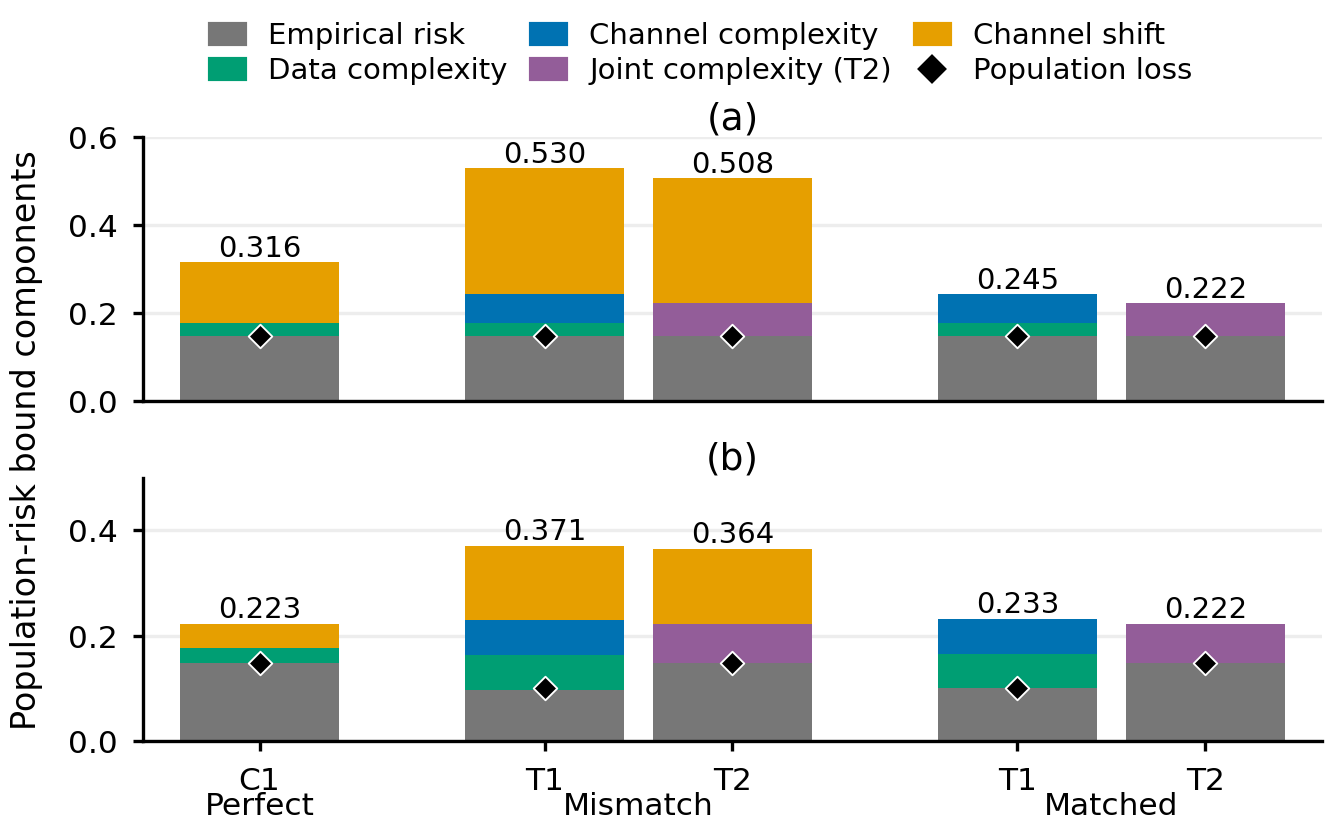 Empirical risk
Data complexity
Channel complexity
Joint complexity (T2)
Channel shift
Population loss
Population-risk bound components
(a)
0.6
0.4
0.2
0.0
0.316
0.530
0.508
0.245
0.222
(b)
0.4
0.2
0.0
0.223
0.371
0.364
0.233
0.222
C1 T1 T2 T1 T2
Perfect Mismatch Matched